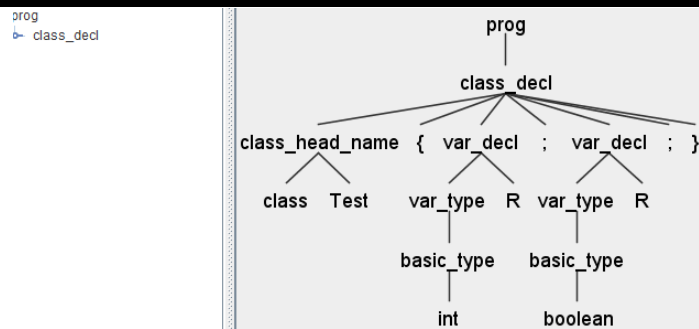 prog
class_decl
prog
class_decl
class_head_name { var_decl ; var_decl ; }
class Test var_type R var_type R
basic_type basic_type
int boolean